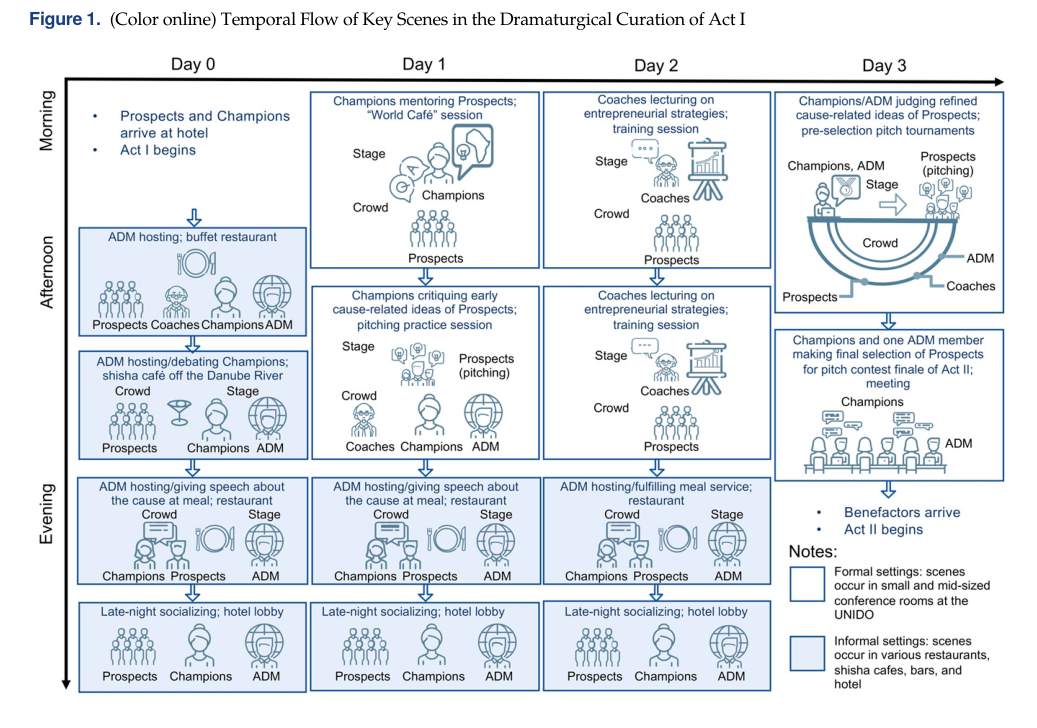 Figure 1. (Color online) Temporal Flow of Key Scenes in the Dramaturgical Curation of Act I
Day 0
Day 1
Day 2
Day 3
Morning
Afternoon
Evening
• Prospects and Champions
arrive at hotel
• Act I begins
ADM hosting; buffet restaurant
Prospects Coaches Champions ADM
ADM hosting/debating Champions;
shisha café off the Danube River
Crowd
Stage
Prospects
Champions ADM
ADM hosting/giving speech about
the cause at meal; restaurant
Crowd
Stage
Champions Prospects
ADM
Late-night socializing; hotel lobby
Prospects Champions ADM
Champions mentoring Prospects;
“World Café” session
Stage
Champions
Crowd
Prospects
Champions critiquing early
cause-related ideas of Prospects;
pitching practice session
Stage
Prospects
(pitching)
Crowd
Coaches Champions ADM
ADM hosting/giving speech about
the cause at meal; restaurant
Crowd
Stage
Champions Prospects
ADM
Late-night socializing; hotel lobby
Prospects Champions ADM
Coaches lecturing on
entrepreneurial strategies;
training session
Stage
Coaches
Crowd
Prospects
Coaches lecturing on
entrepreneurial strategies;
training session
Stage
Coaches
Crowd
Prospects
ADM hosting/fulfilling meal service;
restaurant
Crowd
Stage
Champions Prospects
ADM
Late-night socializing; hotel lobby
Prospects Champions ADM
Champions/ADM judging refined
cause-related ideas of Prospects;
pre-selection pitch tournaments
Champions, ADM
Prospects
(pitching)
Stage
Crowd
ADM
Coaches
Prospects
Champions and one ADM member
making final selection of Prospects
for pitch contest finale of Act II;
meeting
Champions
ADM
• Benefactors arrive
• Act II begins
Notes:
Formal settings: scenes
occur in small and mid-sized
conference rooms at the
UNIDO
Informal settings: scenes
occur in various restaurants,
shisha cafes, bars, and
hotel